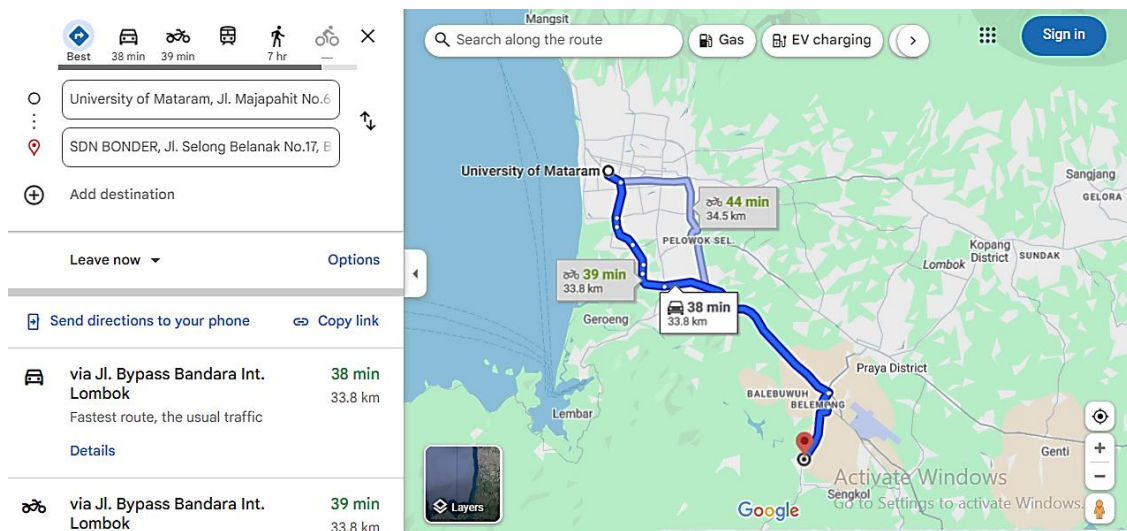 Best
38 min
39 min
7 hr
—
University of Mataram, Jl. Majapahit No.6
SDN BONDER, Jl. Selong Belanak No.17, B
Add destination
Leave now
Options
Send directions to your phone
Copy link
via Jl. Bypass Bandara Int.
Lombok
38 min
33.8 km
Fastest route, the usual traffic
Details
via Jl. Bypass Bandara Int.
Lombok
39 min
33.8 km
Mangsit
Search along the route
Gas
EV charging
Sign in
University of Mataram
Sangjang
GELORA
44 min
34.5 km
PELOWOK SEL.
Kopang
District
SUNDAK
Lombok
39 min
33.8 km
38 min
33.8 km
Geroeng
Praya District
BALEBUWUH
BELEMONG
Lembar
Genti
Sengkol
Layers
Google
Activate Windows
Go to Settings to activate Windows.